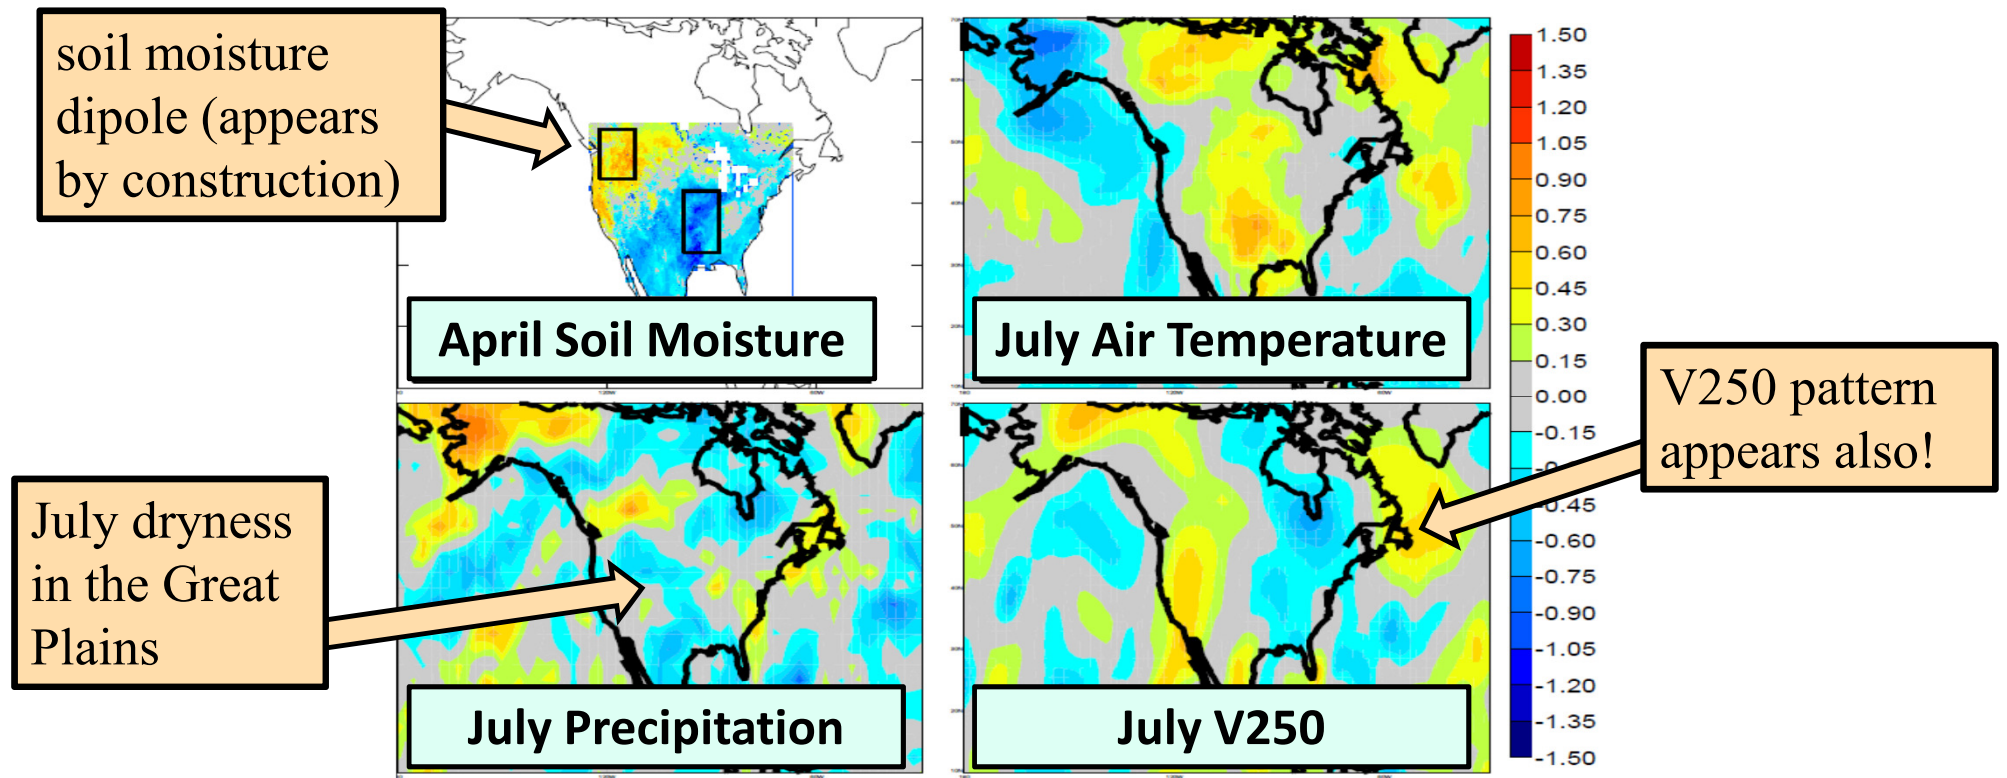 soil moisture
dipole (appears
by construction)
April Soil Moisture
July Air Temperature
1.50
1.35
1.20
1.05
0.90
0.75
0.60
0.45
0.30
0.15
0.00
-0.15
-0.45
-0.60
-0.75
-0.90
-1.05
-1.20
-1.35
-1.50
V250 pattern
appears also!
July dryness
in the Great
Plains
July Precipitation
July V250